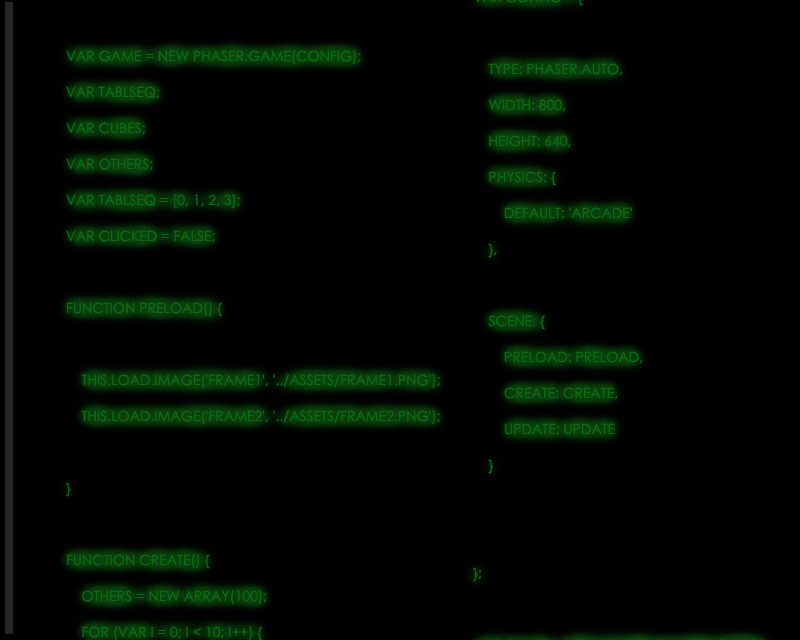 VAR GAME = NEW PHASER.GAME(CONFIG);
VAR TABLSEQ;
VAR CUBES;
VAR OTHERS;
VAR TABLSEQ = [0, 1, 2, 3];
VAR CLICKED = FALSE;
FUNCTION PRELOAD() {
THIS.LOAD.IMAGE('FRAME1', '../ASSETS/FRAME1.PNG');
THIS.LOAD.IMAGE('FRAME2', '../ASSETS/FRAME2.PNG');
}
FUNCTION CREATE() {
OTHERS = NEW ARRAY(100);
FOR (VAR I = 0; I < 10; I++) {
VAR CONFIG = {
TYPE: PHASER.AUTO,
WIDTH: 800,
HEIGHT: 640,
PHYSICS: {
DEFAULT: 'ARCADE'
},
SCENE: {
PRELOAD: PRELOAD,
CREATE: CREATE,
UPDATE: UPDATE
}
};